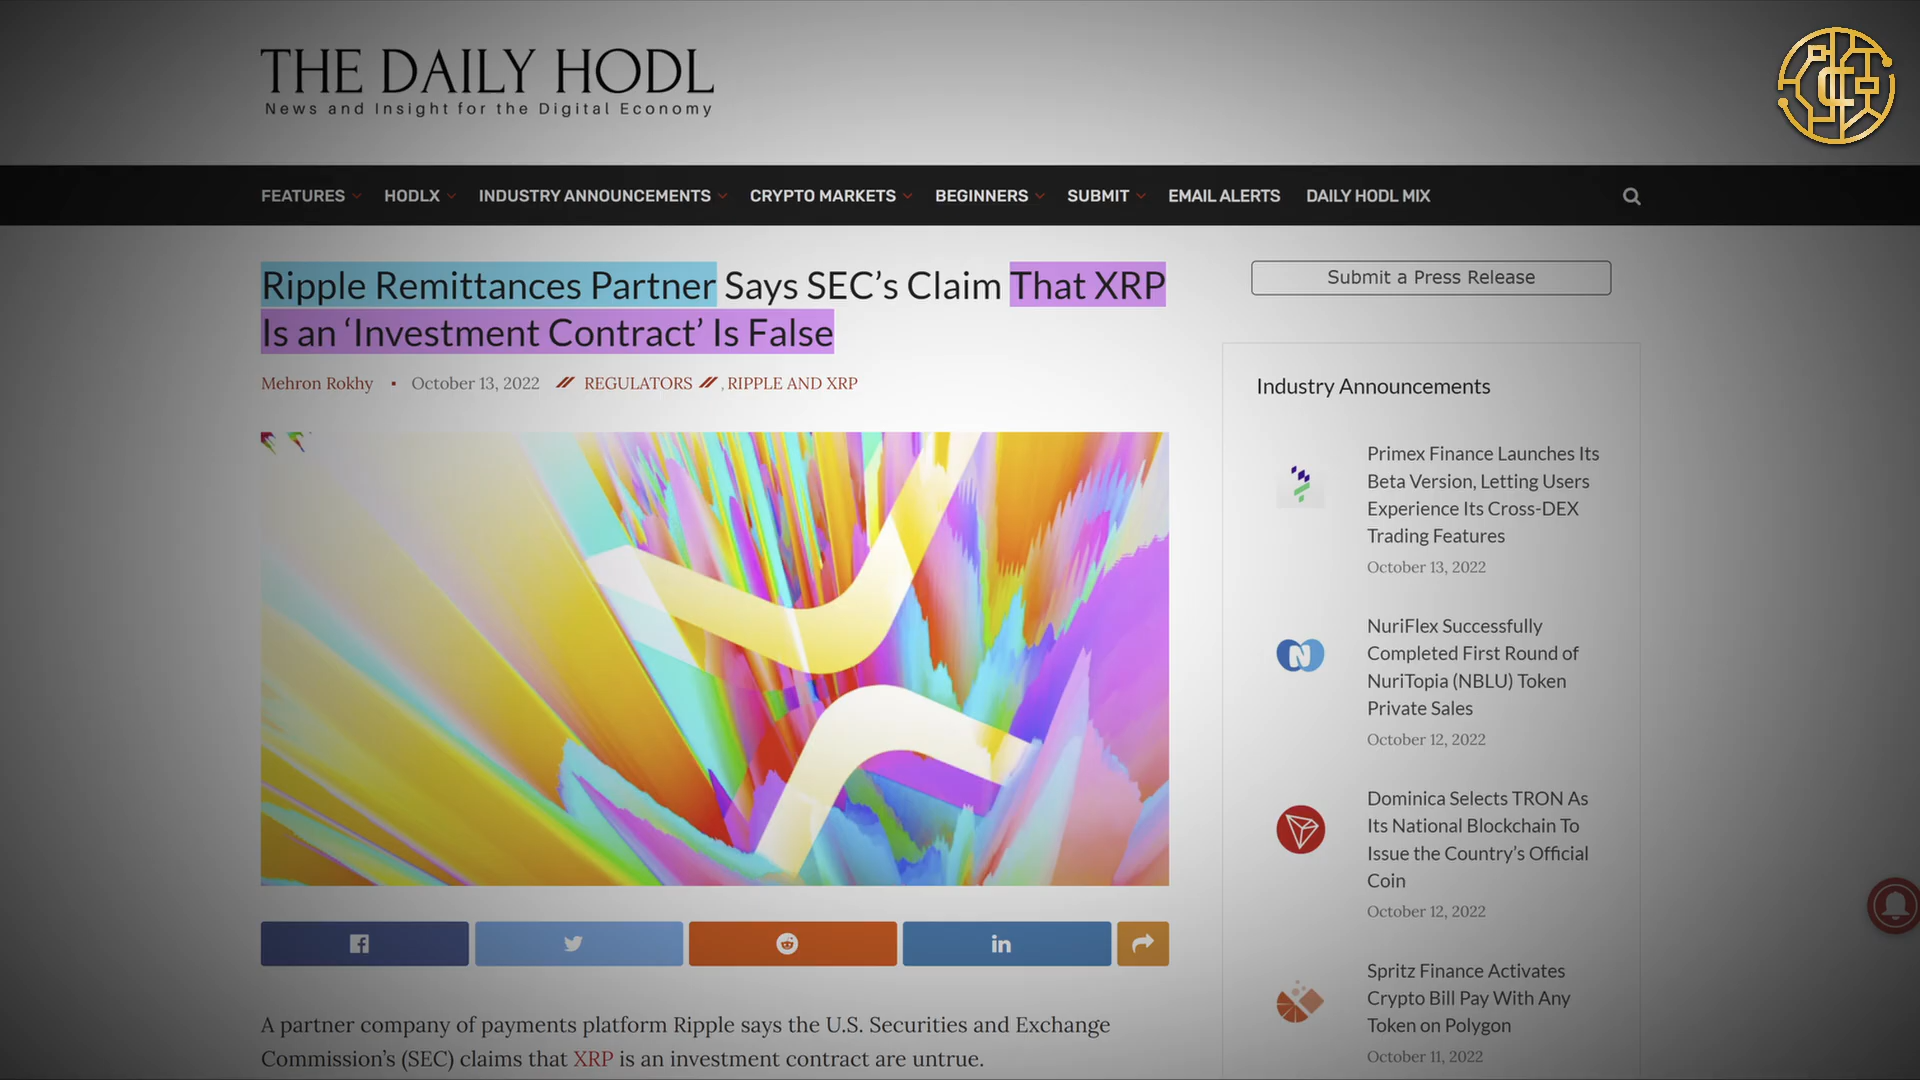 THE DAILY HODL
News and Insight for the Digital Economy
FEATURES HODLX INDUSTRY ANNOUNCEMENTS CRYPTO MARKETS BEGINNERS SUBMIT EMAIL ALERTS DAILY HODL MIX
Ripple Remittances Partner Says SEC’s Claim That XRP
Is an ‘Investment Contract’ Is False
Mehron Rokhy • October 13, 2022 // REGULATORS //, RIPPLE AND XRP
A partner company of payments platform Ripple says the U.S. Securities and Exchange
Commission’s (SEC) claims that XRP is an investment contract are untrue.
Submit a Press Release
Industry Announcements
Primex Finance Launches Its
Beta Version, Letting Users
Experience Its Cross-DEX
Trading Features
October 13, 2022
NuriFlex Successfully
Completed First Round of
NuriTopia (NBLU) Token
Private Sales
October 12, 2022
Dominica Selects TRON As
Its National Blockchain To
Issue the Country’s Official
Coin
October 12, 2022
Spritz Finance Activates
Crypto Bill Pay With Any
Token on Polygon
October 11, 2022